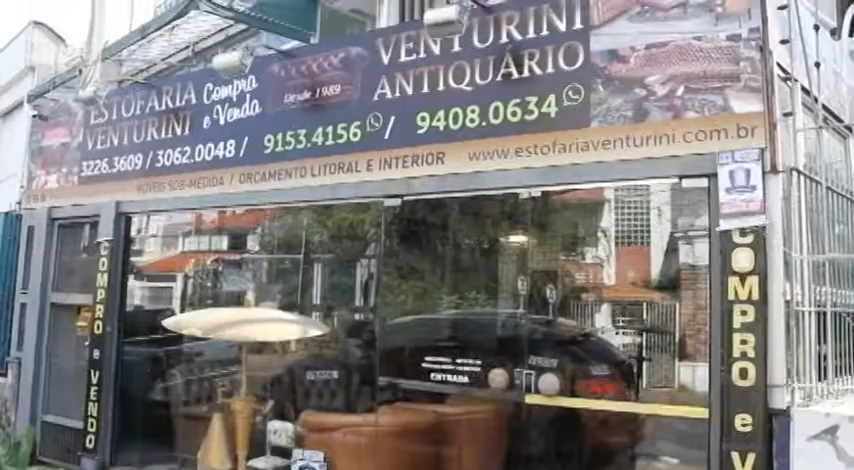 ESTOFARIA
VENTURINI
Compra
e Venda
Desde 1989
VENTURINI
ANTIQUÁRIO
3226.3609 / 3062.0048 / 9153.4156 / 9408.0634
MÓVEIS SOB-MEDIDA / ORÇAMENTO LITORAL E INTERIOR
www.estofariaventurini.com.br
COMPRO e VENDO
ENTRADA
COMPRO e V